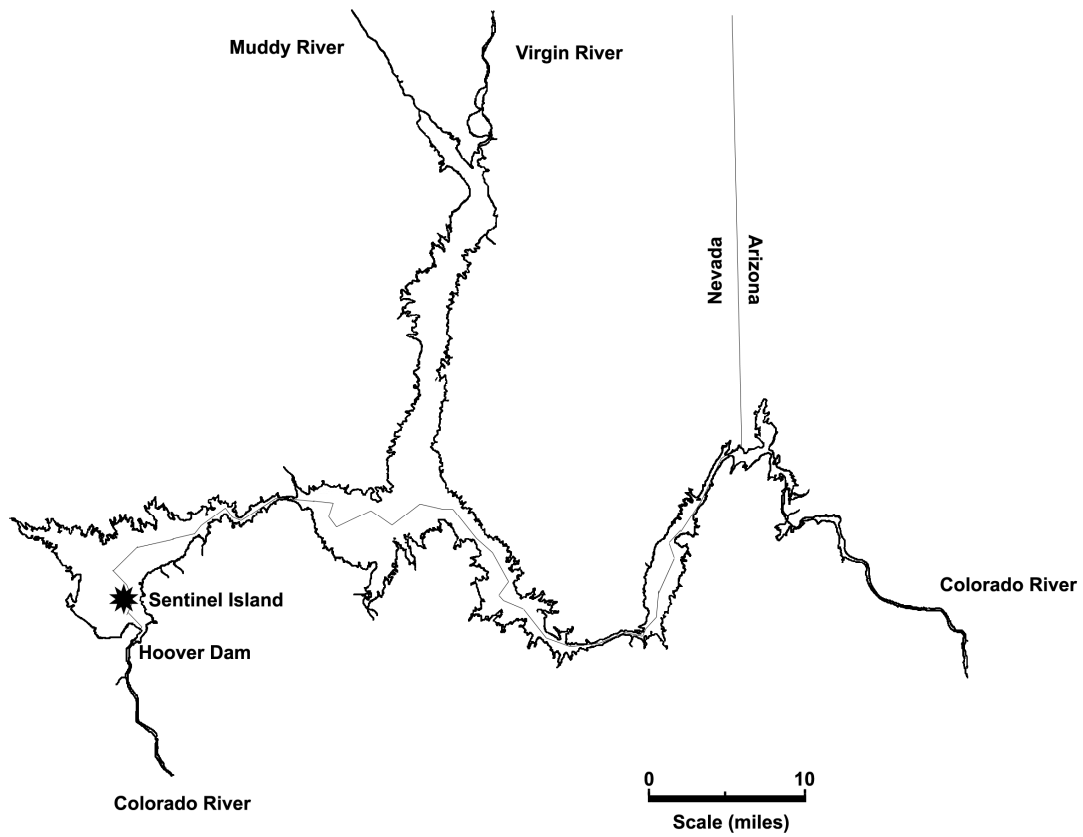 Muddy River
Virgin River
Nevada
Arizona
Colorado River
Sentinel Island
Hoover Dam
Colorado River
0 10
Scale (miles)